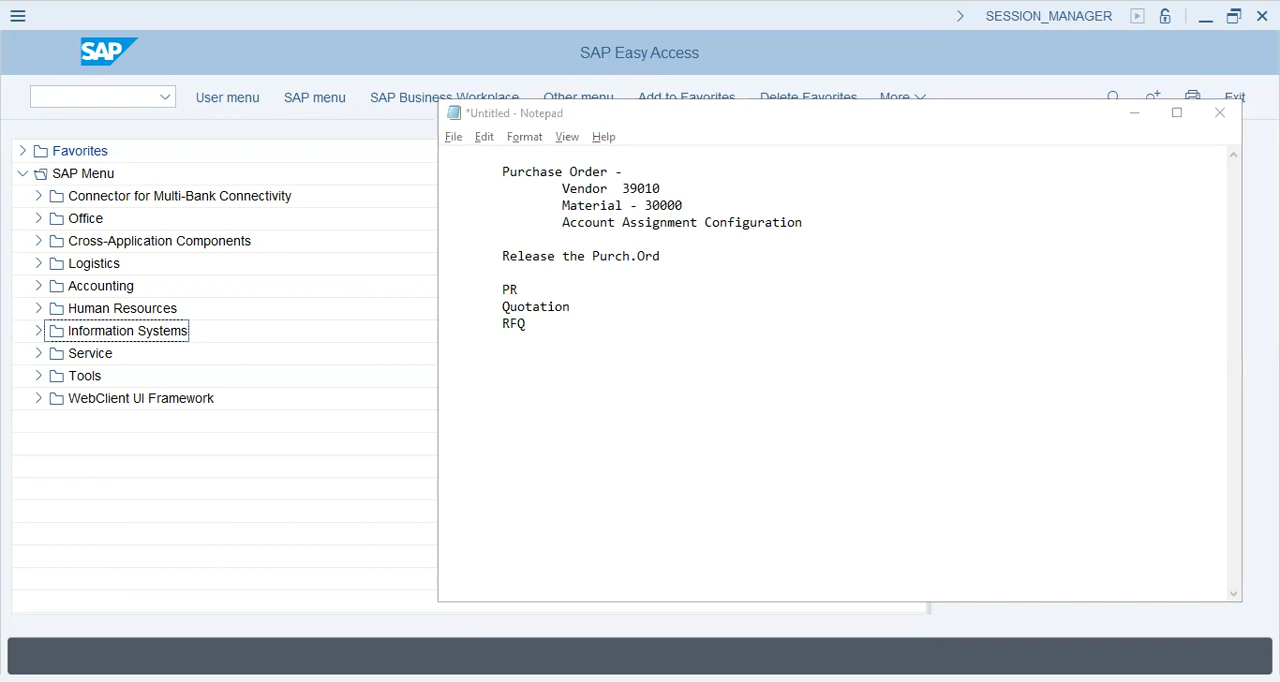 SESSION_MANAGER
SAP
SAP Easy Access
User menu SAP menu SAP Business Workplace Other menu Add to Favorites Delete Favorites More Exit
*Untitled - Notepad
File Edit Format View Help
Favorites
SAP Menu
Connector for Multi-Bank Connectivity
Office
Cross-Application Components
Logistics
Accounting
Human Resources
Information Systems
Service
Tools
WebClient UI Framework
Purchase Order -
Vendor 39010
Material - 30000
Account Assignment Configuration
Release the Purch.Ord
PR
Quotation
RFQ